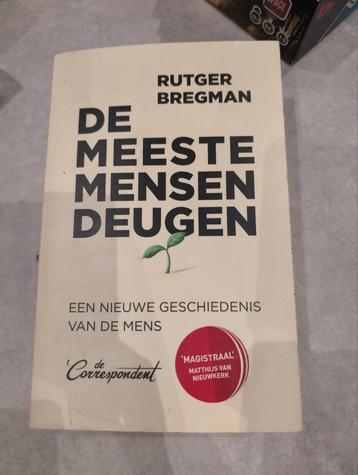 RUTGER
BREGMAN
DE
MEESTE
MENSEN
DEUGEN
EEN NIEUWE GESCHIEDENIS
VAN DE MENS
de
Correspondent
'MAGISTRAAL'
MATTHIJS VAN
NIEUWKERK